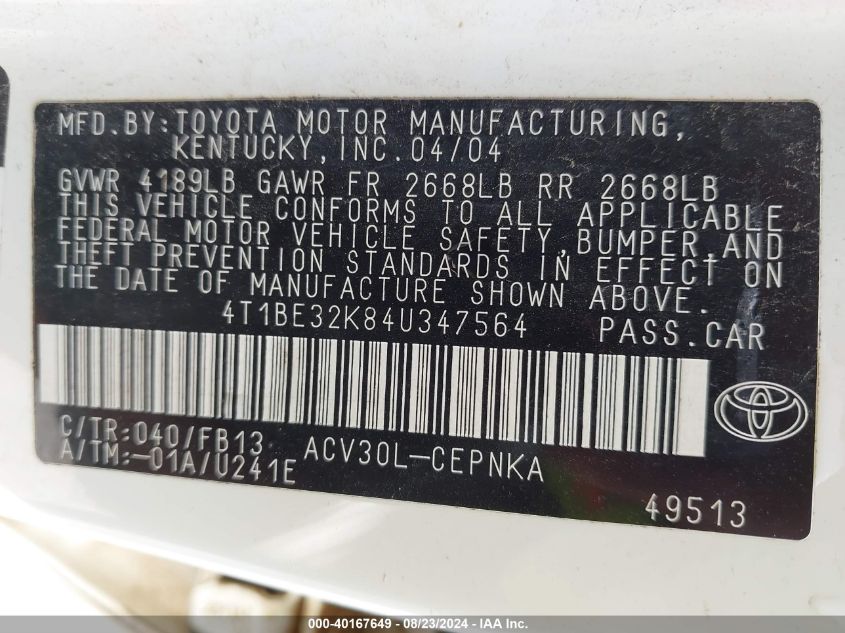 MFD.BY:TOYOTA MOTOR MANUFACTURING,
KENTUCKY,INC.04/04
GVWR 4189LB GAWR FR 2668LB RR 2668LB
THIS VEHICLE CONFORMS TO ALL APPLICABLE
FEDERAL MOTOR VEHICLE SAFETY,BUMPER,AND
THEFT PREVENTION STANDARDS IN EFFECT ON
THE DATE OF MANUFACTURE SHOWN ABOVE.
4T1BE32K84U347564 PASS.CAR
C/TR:040/FB13 ACV30L-CEPNKA
A/TM:-01A/U241E
49513
000-40167649 - 08/23/2024 - IAA Inc.